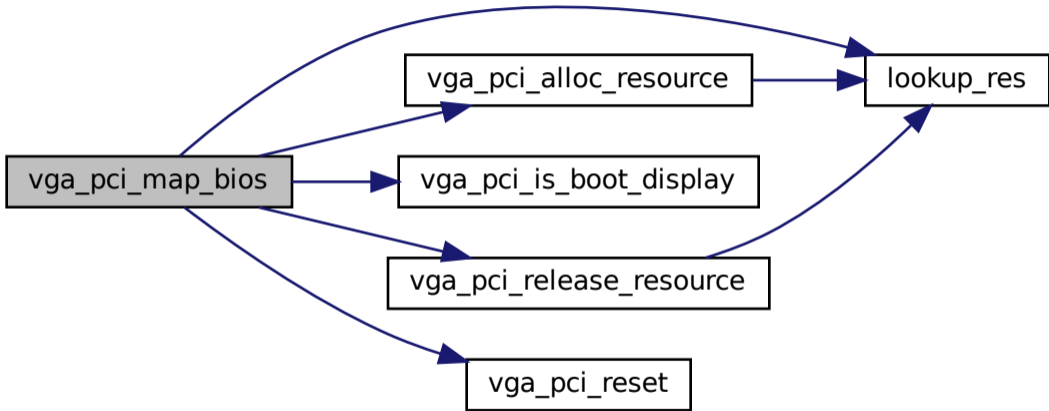 vga_pci_map_bios
vga_pci_alloc_resource
lookup_res
vga_pci_is_boot_display
vga_pci_release_resource
vga_pci_reset